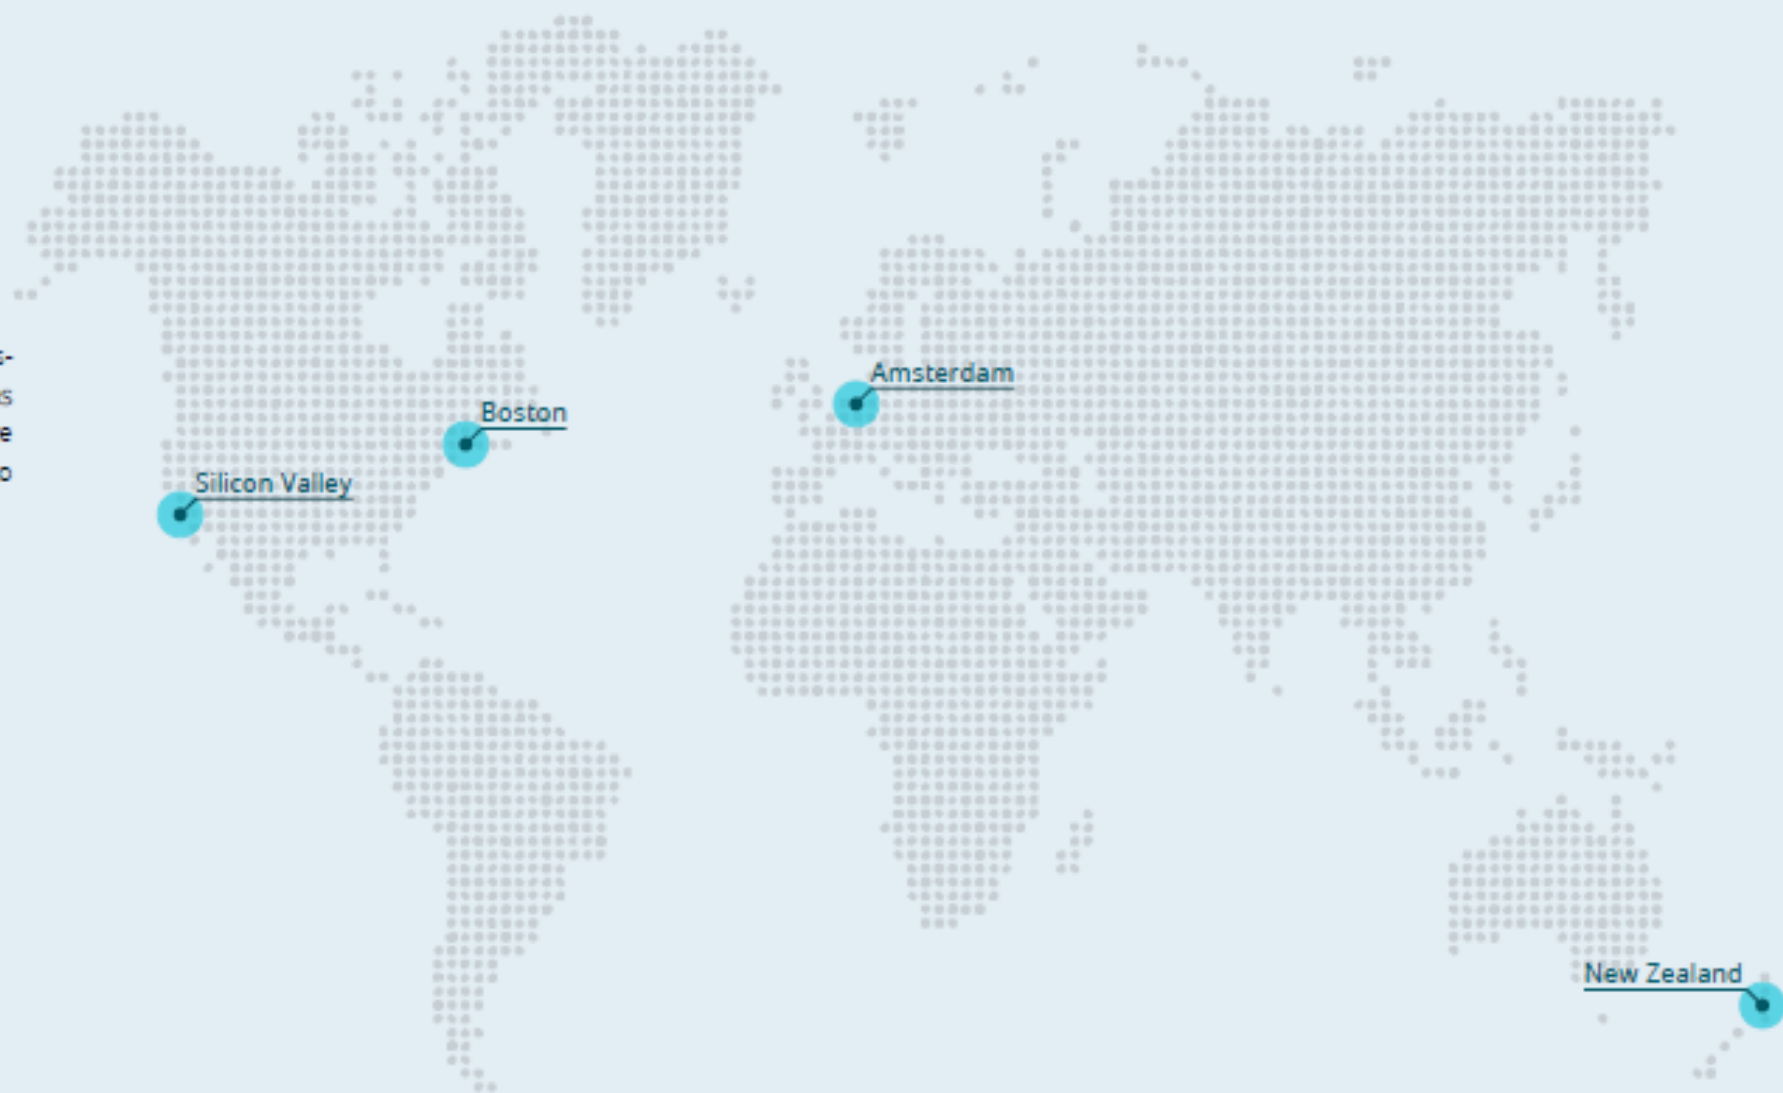 s-
s
e
o
Amsterdam
Boston
Silicon Valley
New Zealand